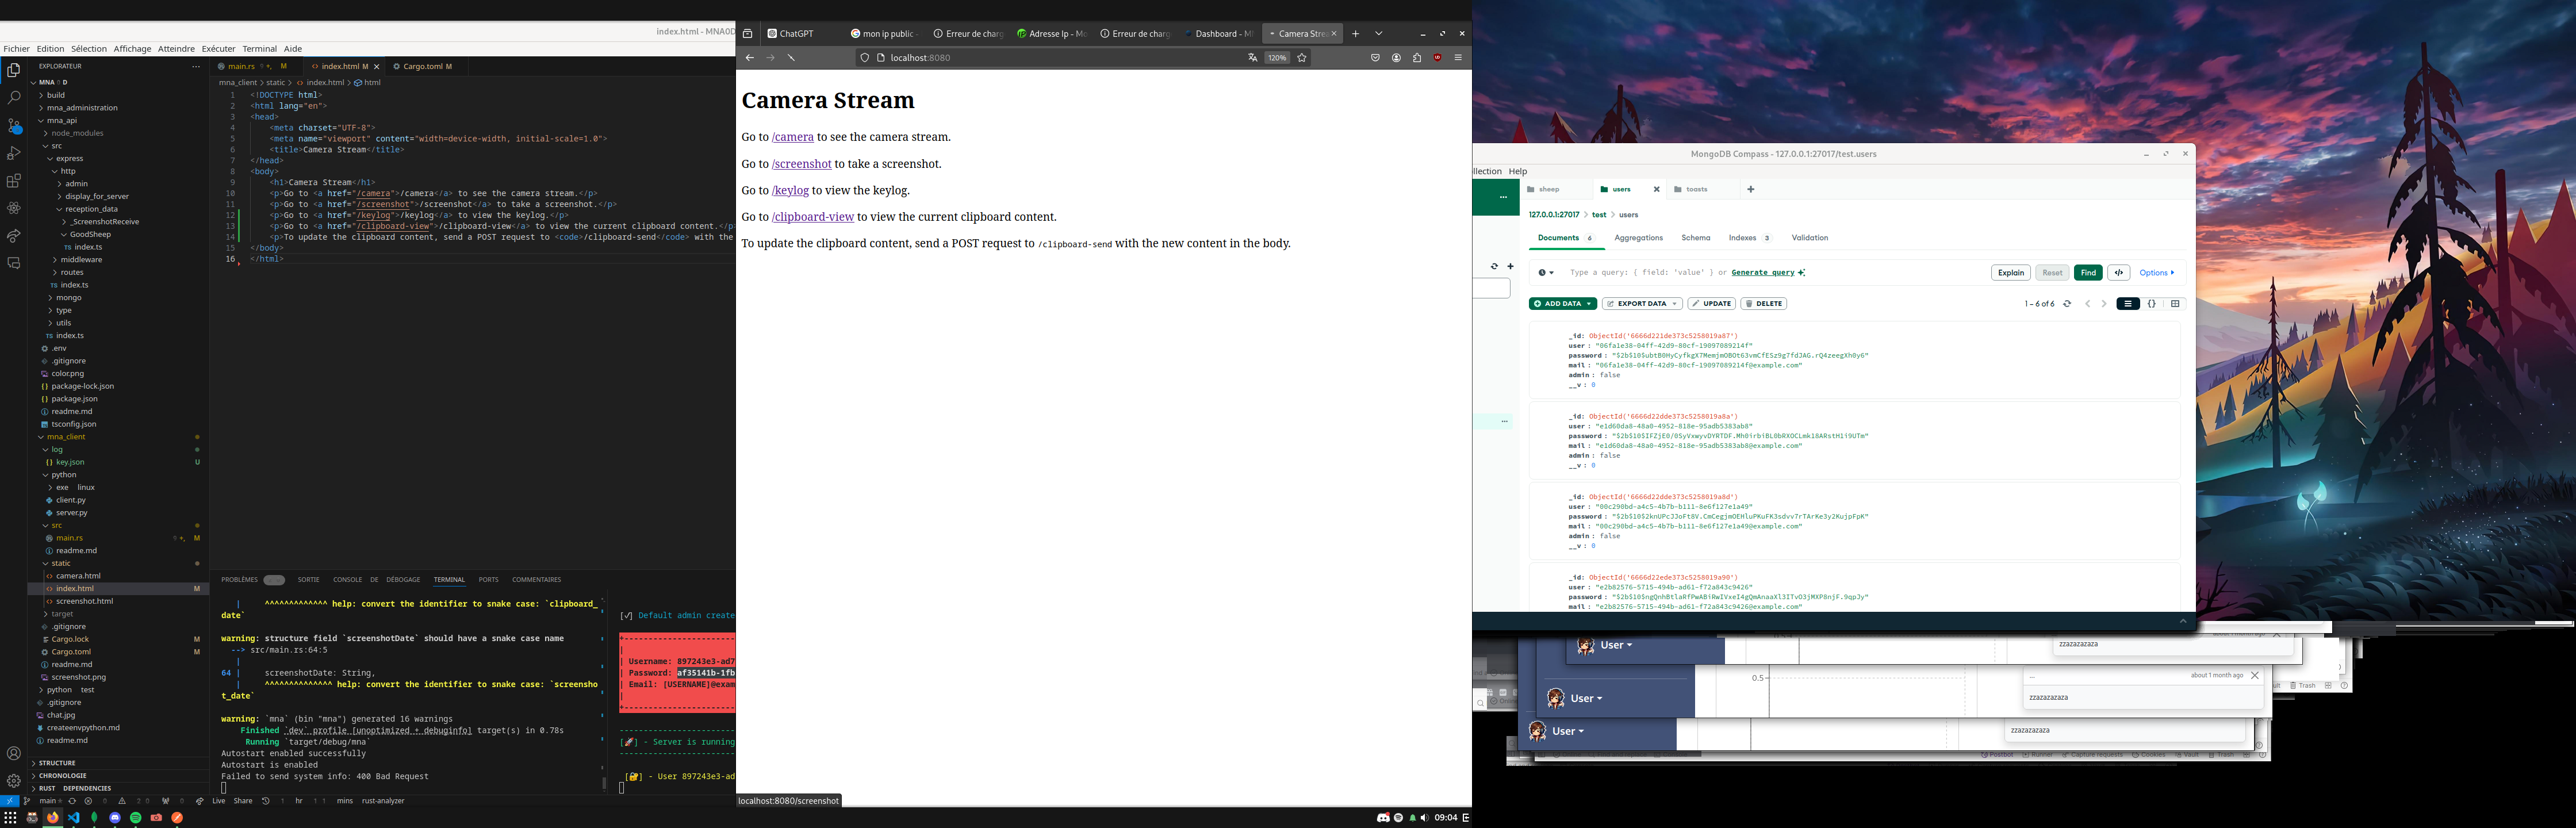 index.html - MNA0D
Fichier Edition Sélection Affichage Atteindre Exécuter Terminal Aide
EXPLORATEUR
build
mna_administration
mna_api
node_modules
src
express
http
admin
display_for_server
reception_data
_ScreenshotReceive
GoodSheep
TS index.ts
middleware
routes
TS index.ts
mongo
type
utils
TS index.ts
.env
.gitignore
color.png
package-lock.json
package.json
readme.md
tsconfig.json
mna_client
log
key.json U
python
exe linux
client.py
server.py
src
main.rs M
readme.md
static
camera.html
index.html M
screenshot.html
target
.gitignore
Cargo.lock M
Cargo.toml M
readme.md
screenshot.png
python test
.gitignore
chat.jpg
createenvpython.md
readme.md
STRUCTURE
CHRONOLOGIE
RUST DEPENDENCIES
main.rs M index.html M Cargo.toml M
mna_client > static > index.html > html
1 <!DOCTYPE html>
2 <html lang="en">
3 <head>
4 <meta charset="UTF-8">
5 <meta name="viewport" content="width=device-width, initial-scale=1.0">
6 <title>Camera Stream</title>
7 </head>
8 <body>
9 <h1>Camera Stream</h1>
10 <p>Go to <a href="/camera">/camera</a> to see the camera stream.</p>
11 <p>Go to <a href="/screenshot">/screenshot</a> to take a screenshot.</p>
12 <p>Go to <a href="/keylog">/keylog</a> to view the keylog.</p>
13 <p>Go to <a href="/clipboard-view">/clipboard-view</a> to view the current clipboard content.</p>
14 <p>To update the clipboard content, send a POST request to <code>/clipboard-send</code> with the
15 </body>
16 </html>
PROBLÈMES SORTIE CONSOLE DE DÉBOGAGE TERMINAL PORTS COMMENTAIRES
| ^^^^^^^^^^^^^ help: convert the identifier to snake case: `clipboard_
date`
warning: structure field `screenshotDate` should have a snake case name
--> src/main.rs:64:5
|
64 | screenshotDate: String,
| ^^^^^^^^^^^^^^ help: convert the identifier to snake case: `screensho
t_date`
warning: `mna` (bin "mna") generated 16 warnings
Finished `dev` profile [unoptimized + debuginfo] target(s) in 0.78s
Running `target/debug/mna`
Autostart enabled successfully
Autostart is enabled
Failed to send system info: 400 Bad Request
[✓] Default admin create
| Username: 897243e3-ad7
| Password: af35141b-1fb
| Email: [USERNAME]@exam
[🚀] - Server is running
[🔐] - User 897243e3-ad
main Live Share 1 hr 1 1 mins rust-analyzer
ChatGPT
mon ip public -
Erreur de charg
Adresse Ip - Mo
Erreur de charg
Dashboard - M
Camera Strea
localhost:8080
120%
Camera Stream
Go to /camera to see the camera stream.
Go to /screenshot to take a screenshot.
Go to /keylog to view the keylog.
Go to /clipboard-view to view the current clipboard content.
To update the clipboard content, send a POST request to /clipboard-send with the new content in the body.
localhost:8080/screenshot
09:04
MongoDB Compass - 127.0.0.1:27017/test.users
llection Help
sheep users toasts
127.0.0.1:27017 > test > users
Documents 6 Aggregations Schema Indexes 3 Validation
Type a query: { field: 'value' } or Generate query
Explain Reset Find </> Options
ADD DATA EXPORT DATA UPDATE DELETE
1 – 6 of 6
_id: ObjectId('6666d221de373c5258019a87')
user : "06fa1e38-04ff-42d9-80cf-19097089214f"
password : "$2b$10$ubtB0HyCyfkgX7MemjmOBOt63vmCfESz9g7fdJAG.rQ4zeegXh0y6"
mail : "06fa1e38-04ff-42d9-80cf-19097089214f@example.com"
admin : false
__v : 0
_id: ObjectId('6666d22dde373c5258019a8a')
user : "e1d60da8-48a0-4952-818e-95adb5383ab8"
password : "$2b$10$IFZjE0/0SyVxwyvDYRTDF.Mh0irbiBL0bRXOCLmk18ARstH1i9UTm"
mail : "e1d60da8-48a0-4952-818e-95adb5383ab8@example.com"
admin : false
__v : 0
_id: ObjectId('6666d22dde373c5258019a8d')
user : "00c290bd-a4c5-4b7b-b111-8e6f127e1a49"
password : "$2b$10$2knUPcJJoFt8V.CmCegjmOEHluPKuFK3sdvv7rTArKe3y2KujpFpK"
mail : "00c290bd-a4c5-4b7b-b111-8e6f127e1a49@example.com"
admin : false
__v : 0
_id: ObjectId('6666d22ede373c5258019a90')
user : "e2b82576-5715-494b-ad61-f72a843c9426"
password : "$2b$10$ngQnhBtlaRfPwABiRwIVxeI4gQmAnaaXl3ITvO3jMXP8njF.9qpJy"
mail : "e2b82576-5715-494b-ad61-f72a843c9426@example.com"
User
zzazazazaza
0.5
about 1 month ago
User
zzazazazaza
Trash
User
zzazazazaza
Postbot Runner Capture requests Cookies Vault Trash